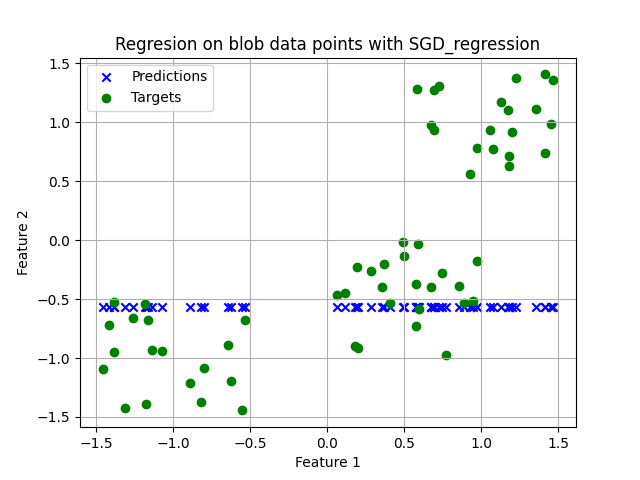 Regresion on blob data points with SGD_regression
Predictions
Targets
1.5
1.0
0.5
0.0
−0.5
−1.0
−1.5
Feature 2
−1.5 −1.0 −0.5 0.0 0.5 1.0 1.5
Feature 1